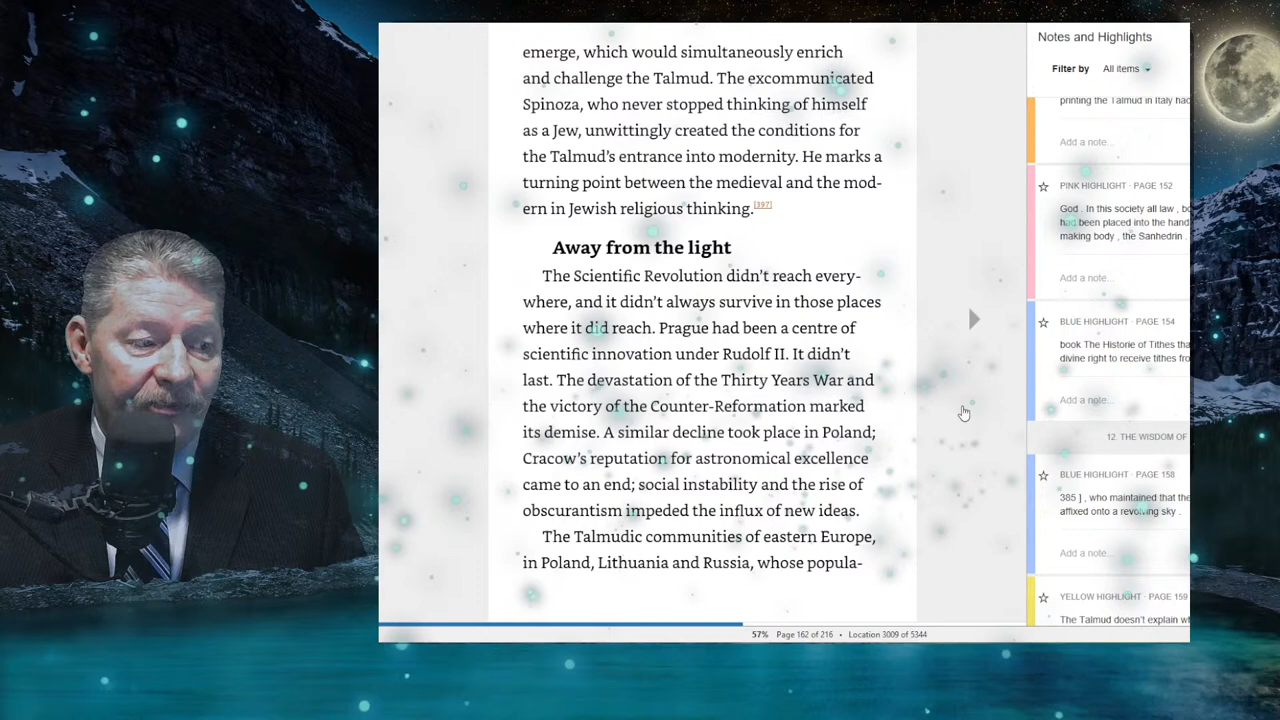 emerge, which would simultaneously enrich
and challenge the Talmud. The excommunicated
Spinoza, who never stopped thinking of himself
as a Jew, unwittingly created the conditions for
the Talmud's entrance into modernity. He marks a
turning point between the medieval and the mod-
ern in Jewish religious thinking.[397]
Away from the light
The Scientific Revolution didn't reach every-
where, and it didn't always survive in those places
where it did reach. Prague had been a centre of
scientific innovation under Rudolf II. It didn't
last. The devastation of the Thirty Years War and
the victory of the Counter-Reformation marked
its demise. A similar decline took place in Poland;
Cracow's reputation for astronomical excellence
came to an end; social instability and the rise of
obscurantism impeded the influx of new ideas.
The Talmudic communities of eastern Europe,
in Poland, Lithuania and Russia, whose popula-
57% Page 162 of 216 • Location 3009 of 5344
Notes and Highlights
Filter by All items
printing the Talmud in Italy had
Add a note...
PINK HIGHLIGHT · PAGE 152
God . In this society all law , bo
had been placed into the hand
making body , the Sanhedrin .
Add a note...
BLUE HIGHLIGHT · PAGE 154
book The Historie of Tithes tha
divine right to receive tithes fro
Add a note...
12. THE WISDOM OF
BLUE HIGHLIGHT · PAGE 158
385 ] , who maintained that the
affixed onto a revolving sky .
Add a note...
YELLOW HIGHLIGHT · PAGE 159
The Talmud doesn't explain wh